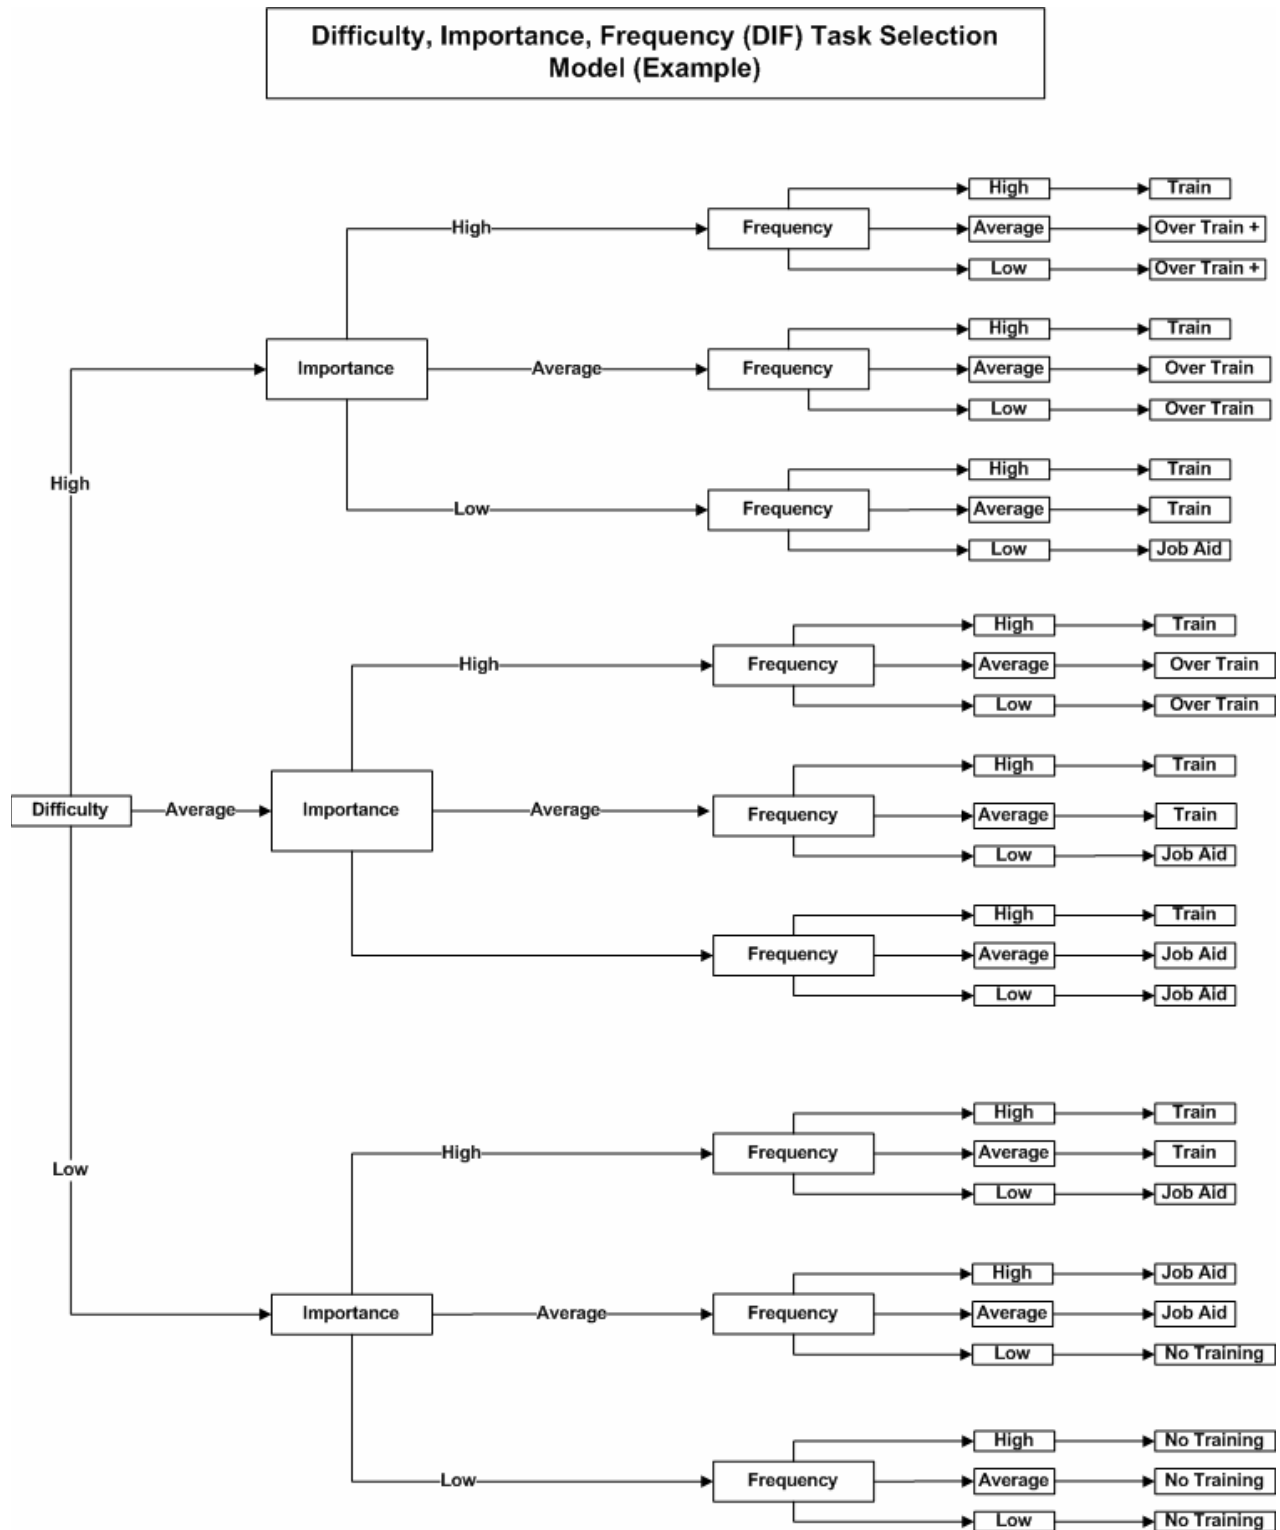 Difficulty, Importance, Frequency (DIF) Task Selection
Model (Example)
High
Train
High
Frequency
Average
Over Train +
Low
Over Train +
High
Train
Importance
Average
Frequency
Average
Over Train
Low
Over Train
High
Train
High
Low
Frequency
Average
Train
Low
Job Aid
High
Train
High
Frequency
Average
Over Train
Low
Over Train
High
Train
Difficulty
Average
Importance
Average
Frequency
Average
Train
Low
Job Aid
High
Train
Frequency
Average
Job Aid
Low
Job Aid
High
Train
High
Frequency
Average
Train
Low
Low
Job Aid
High
Job Aid
Importance
Average
Frequency
Average
Job Aid
Low
No Training
High
No Training
Low
Frequency
Average
No Training
Low
No Training